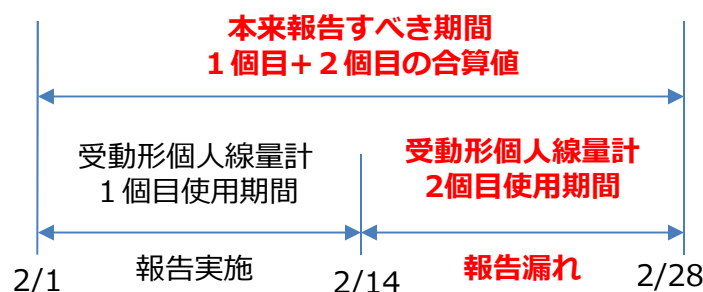 本来報告すべき期間
１個目＋２個目の合算値
受動形個人線量計
１個目使用期間
受動形個人線量計
2個目使用期間
2/1
報告実施
2/14
報告漏れ
2/28